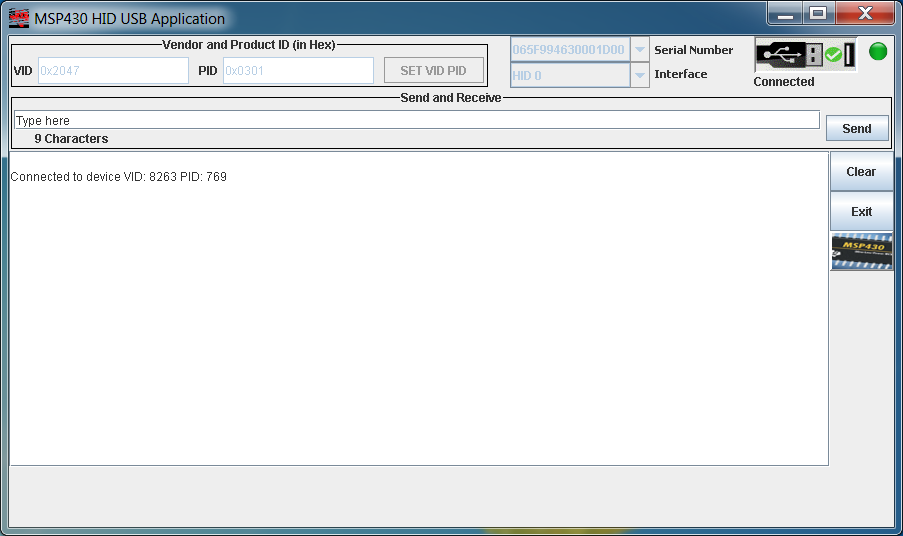 MSP430 HID USB Application
Vendor and Product ID (in Hex)
VID 0x2047 PID 0x0301 SET VID PID
065F994630001D00 Serial Number
HID 0 Interface
Connected
Send and Receive
Type here
9 Characters
Send
Connected to device VID: 8263 PID: 769
Clear
Exit
MSP430